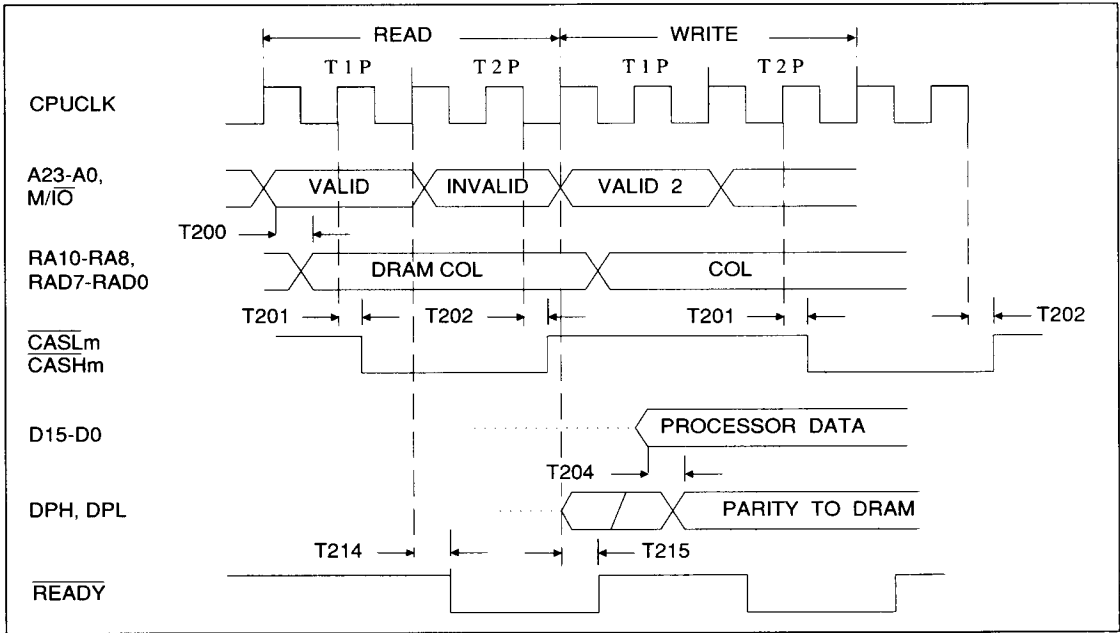 READ WRITE
T1P T2P T1P T2P
CPUCLK
A23-A0,
M/IO
VALID INVALID VALID 2
T200
RA10-RA8,
RAD7-RAD0
DRAM COL COL
T201 T202 T201 T202
CASLm
CASHm
D15-D0
PROCESSOR DATA
T204
DPH, DPL
PARITY TO DRAM
T214 T215
READY